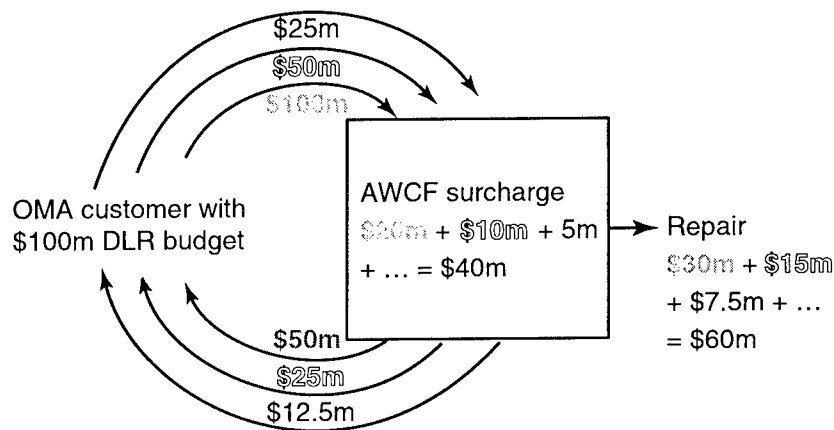 $25m
$50m
$100m
OMA customer with
$100m DLR budget
AWCF surcharge
$20m + $10m + 5m
+ ... = $40m
Repair
$30m + $15m
+ $7.5m + ...
= $60m
$50m
$25m
$12.5m